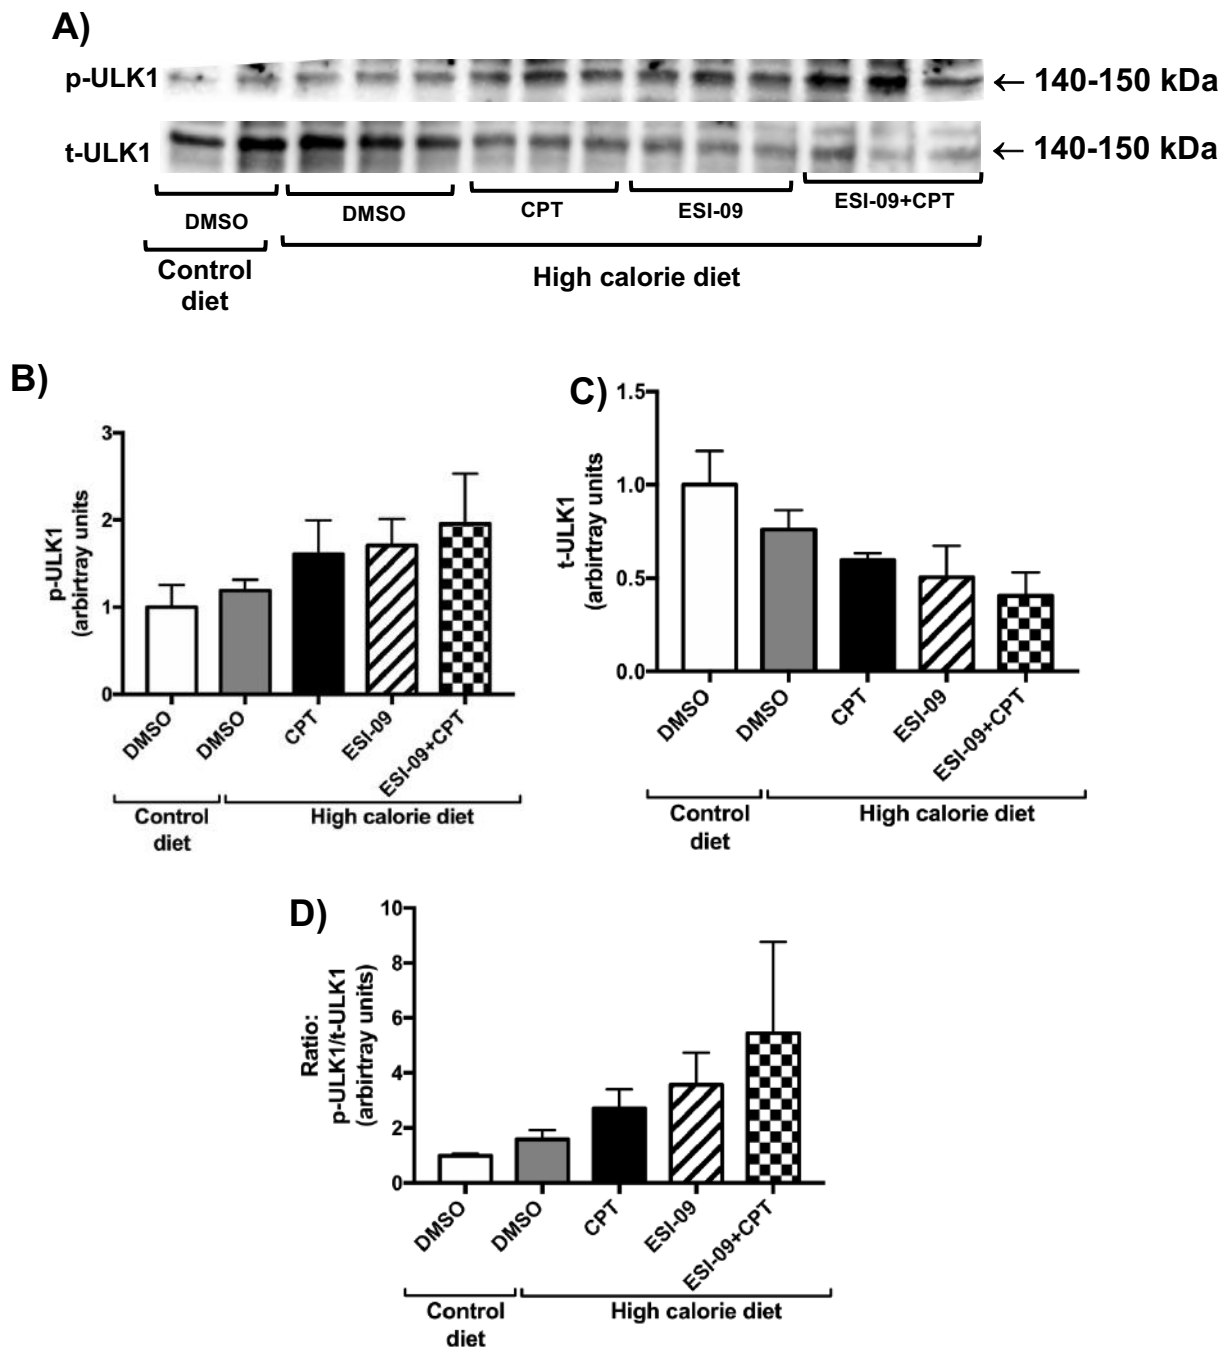 A)
p-ULK1
← 140-150 kDa
t-ULK1
← 140-150 kDa
DMSO
DMSO
CPT
ESI-09
ESI-09+CPT
Control
diet
High calorie diet
B)
3
2
1
0
p-ULK1
(arbirtray units)
DMSO
DMSO
CPT
ESI-09
ESI-09+CPT
Control
diet
High calorie diet
C)
1.5
1.0
0.5
0.0
t-ULK1
(arbirtray units)
DMSO
DMSO
CPT
ESI-09
ESI-09+CPT
Control
diet
High calorie diet
D)
10
8
6
4
2
0
Ratio:
p-ULK1/t-ULK1
(arbirtray units)
DMSO
DMSO
CPT
ESI-09
ESI-09+CPT
Control
diet
High calorie diet